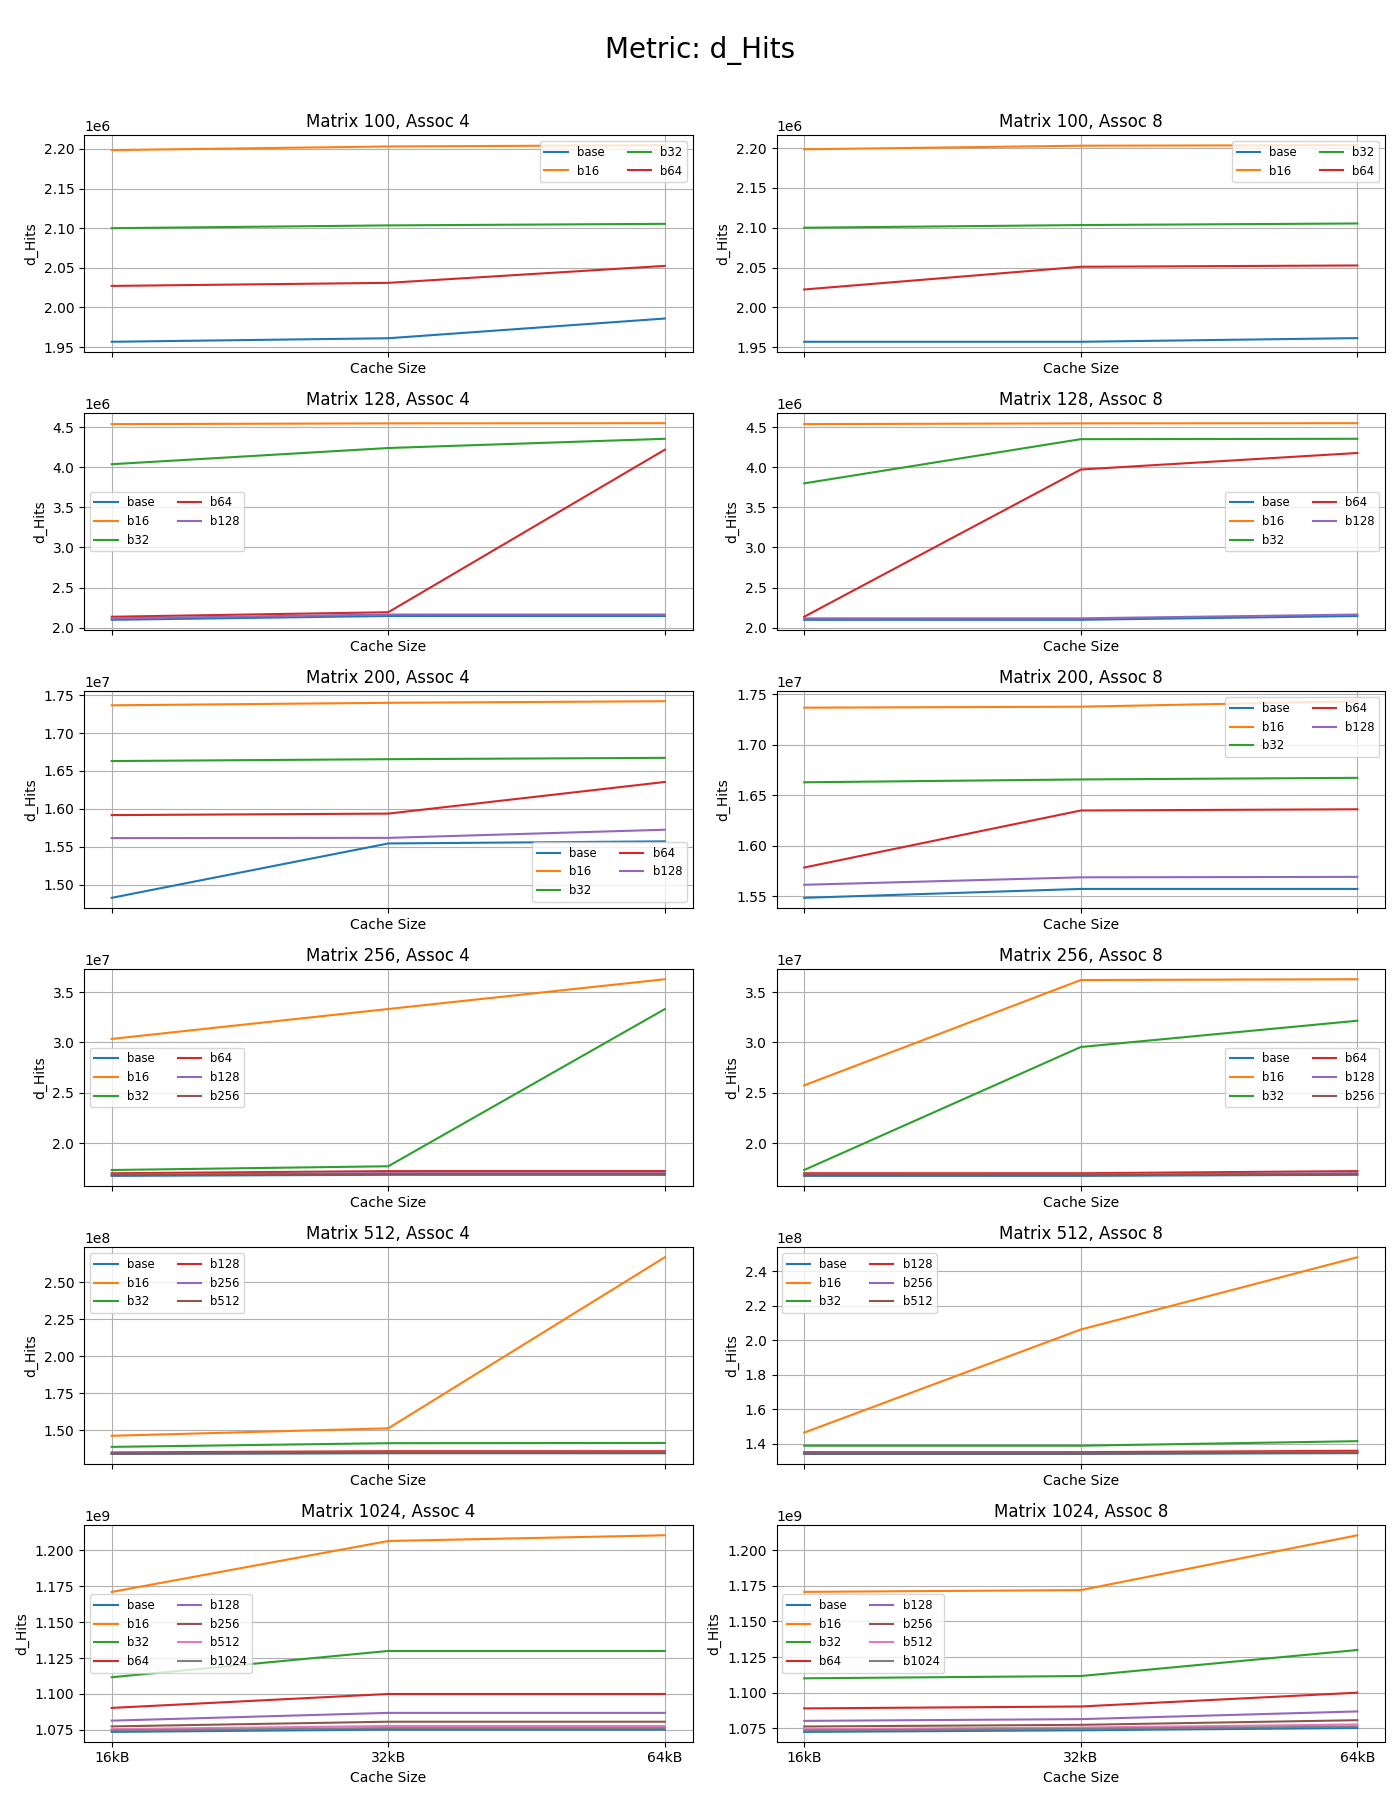 Metric: d_Hits
Matrix 100, Assoc 4
1e6
2.20
2.15
2.10
2.05
2.00
1.95
d_Hits
base b32
b16 b64
Cache Size
Matrix 100, Assoc 8
1e6
2.20
2.15
2.10
2.05
2.00
1.95
d_Hits
base b32
b16 b64
Cache Size
Matrix 128, Assoc 4
1e6
4.5
4.0
3.5
3.0
2.5
2.0
d_Hits
base b64
b16 b128
b32
Cache Size
Matrix 128, Assoc 8
1e6
4.5
4.0
3.5
3.0
2.5
2.0
d_Hits
base b64
b16 b128
b32
Cache Size
Matrix 200, Assoc 4
1e7
1.75
1.70
1.65
1.60
1.55
1.50
d_Hits
base b64
b16 b128
b32
Cache Size
Matrix 200, Assoc 8
1e7
1.75
1.70
1.65
1.60
1.55
d_Hits
base b64
b16 b128
b32
Cache Size
Matrix 256, Assoc 4
1e7
3.5
3.0
2.5
2.0
d_Hits
base b64
b16 b128
b32 b256
Cache Size
Matrix 256, Assoc 8
1e7
3.5
3.0
2.5
2.0
d_Hits
base b64
b16 b128
b32 b256
Cache Size
Matrix 512, Assoc 4
1e8
2.50
2.25
2.00
1.75
1.50
d_Hits
base b128
b16 b256
b32 b512
Cache Size
Matrix 512, Assoc 8
1e8
2.4
2.2
2.0
1.8
1.6
1.4
d_Hits
base b128
b16 b256
b32 b512
Cache Size
Matrix 1024, Assoc 4
1e9
1.200
1.175
1.150
1.125
1.100
1.075
d_Hits
base b128
b16 b256
b32 b512
b64 b1024
16kB 32kB 64kB
Cache Size
Matrix 1024, Assoc 8
1e9
1.200
1.175
1.150
1.125
1.100
1.075
d_Hits
base b128
b16 b256
b32 b512
b64 b1024
16kB 32kB 64kB
Cache Size